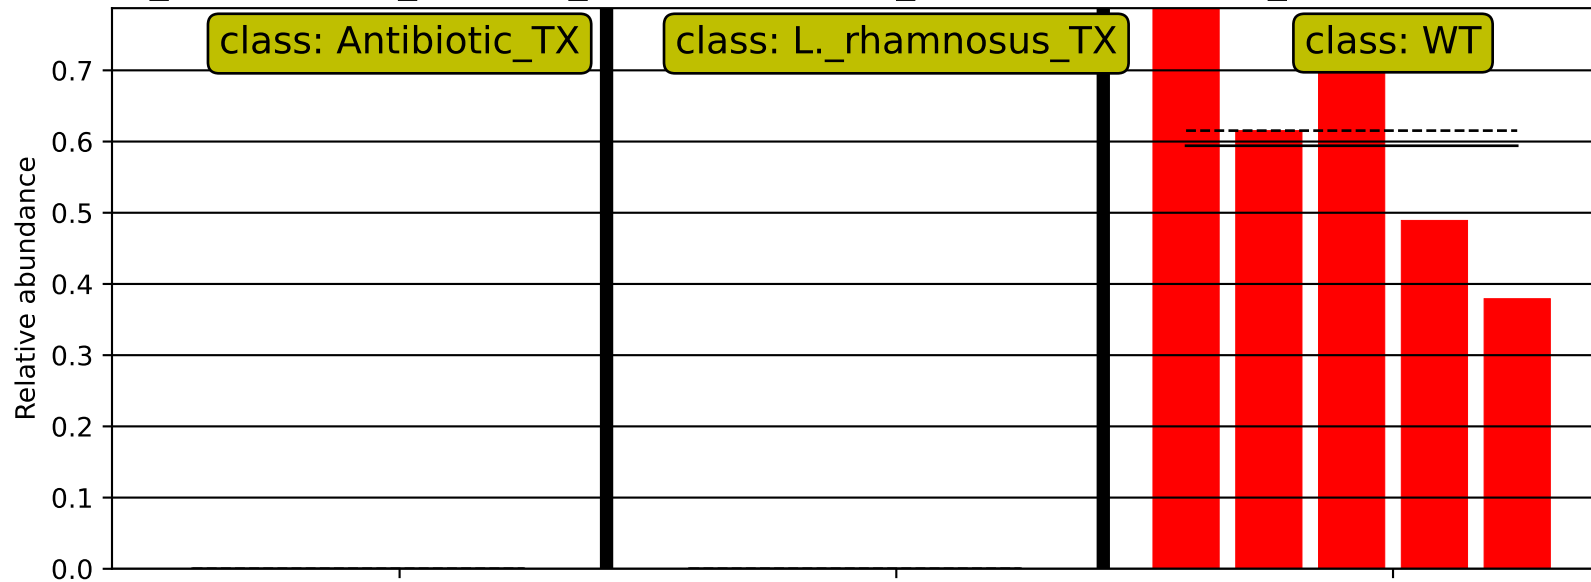 class: Antibiotic_TX
class: L._rhamnosus_TX
class: WT
Relative abundance
0.7
0.6
0.5
0.4
0.3
0.2
0.1
0.0